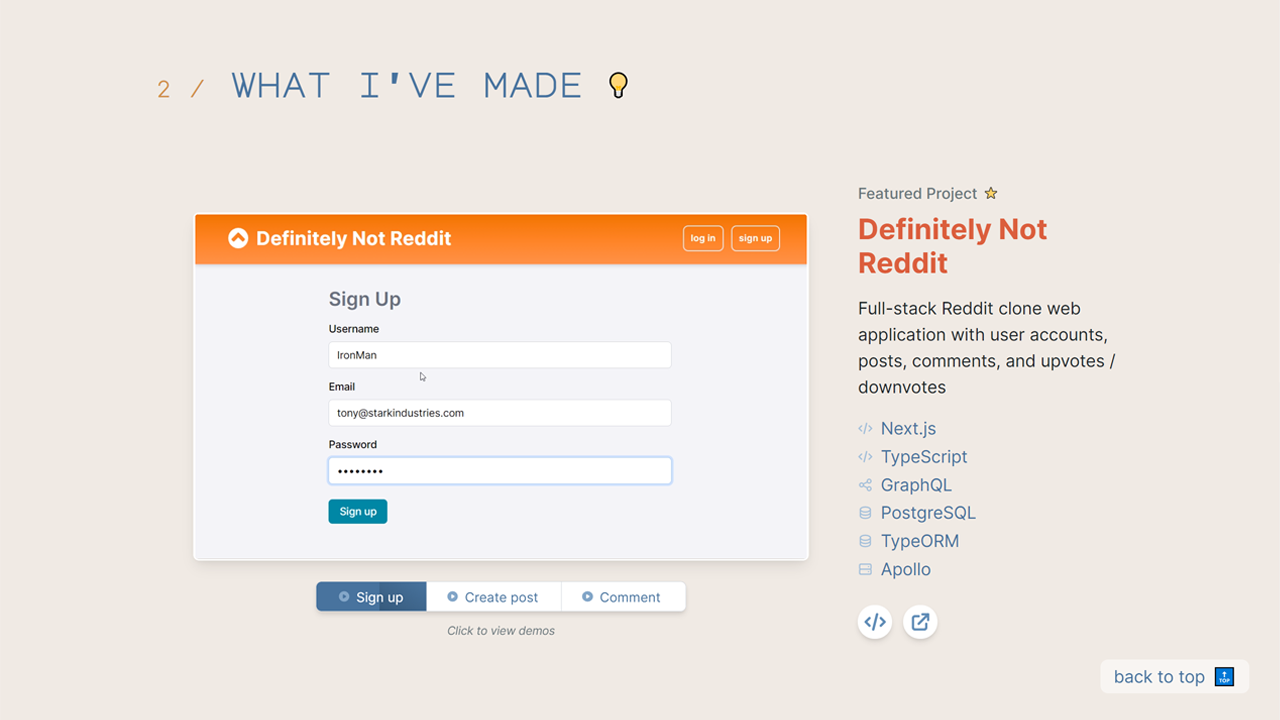 2 / WHAT I'VE MADE 💡
Definitely Not Reddit
log in
sign up
Sign Up
Username
IronMan
Email
tony@starkindustries.com
Password
••••••••
Sign up
Sign up
Create post
Comment
Click to view demos
Featured Project ⭐
Definitely Not
Reddit
Full-stack Reddit clone web
application with user accounts,
posts, comments, and upvotes /
downvotes
Next.js
TypeScript
GraphQL
PostgreSQL
TypeORM
Apollo
back to top 🔝